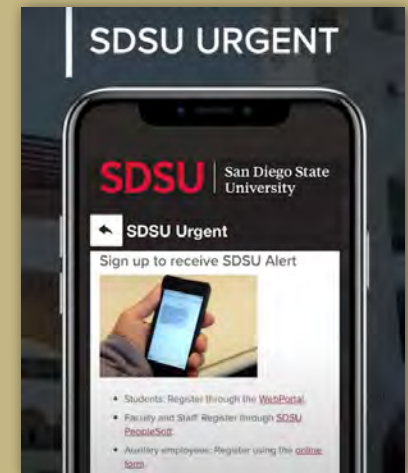 SDSU URGENT
SDSU
San Diego State
University
SDSU Urgent
Sign up to receive SDSU Alert
Students: Register through the WebPortal.
Faculty and Staff: Register through SDSU
PeopleSoft.
Auxiliary employees: Register using the online
form.